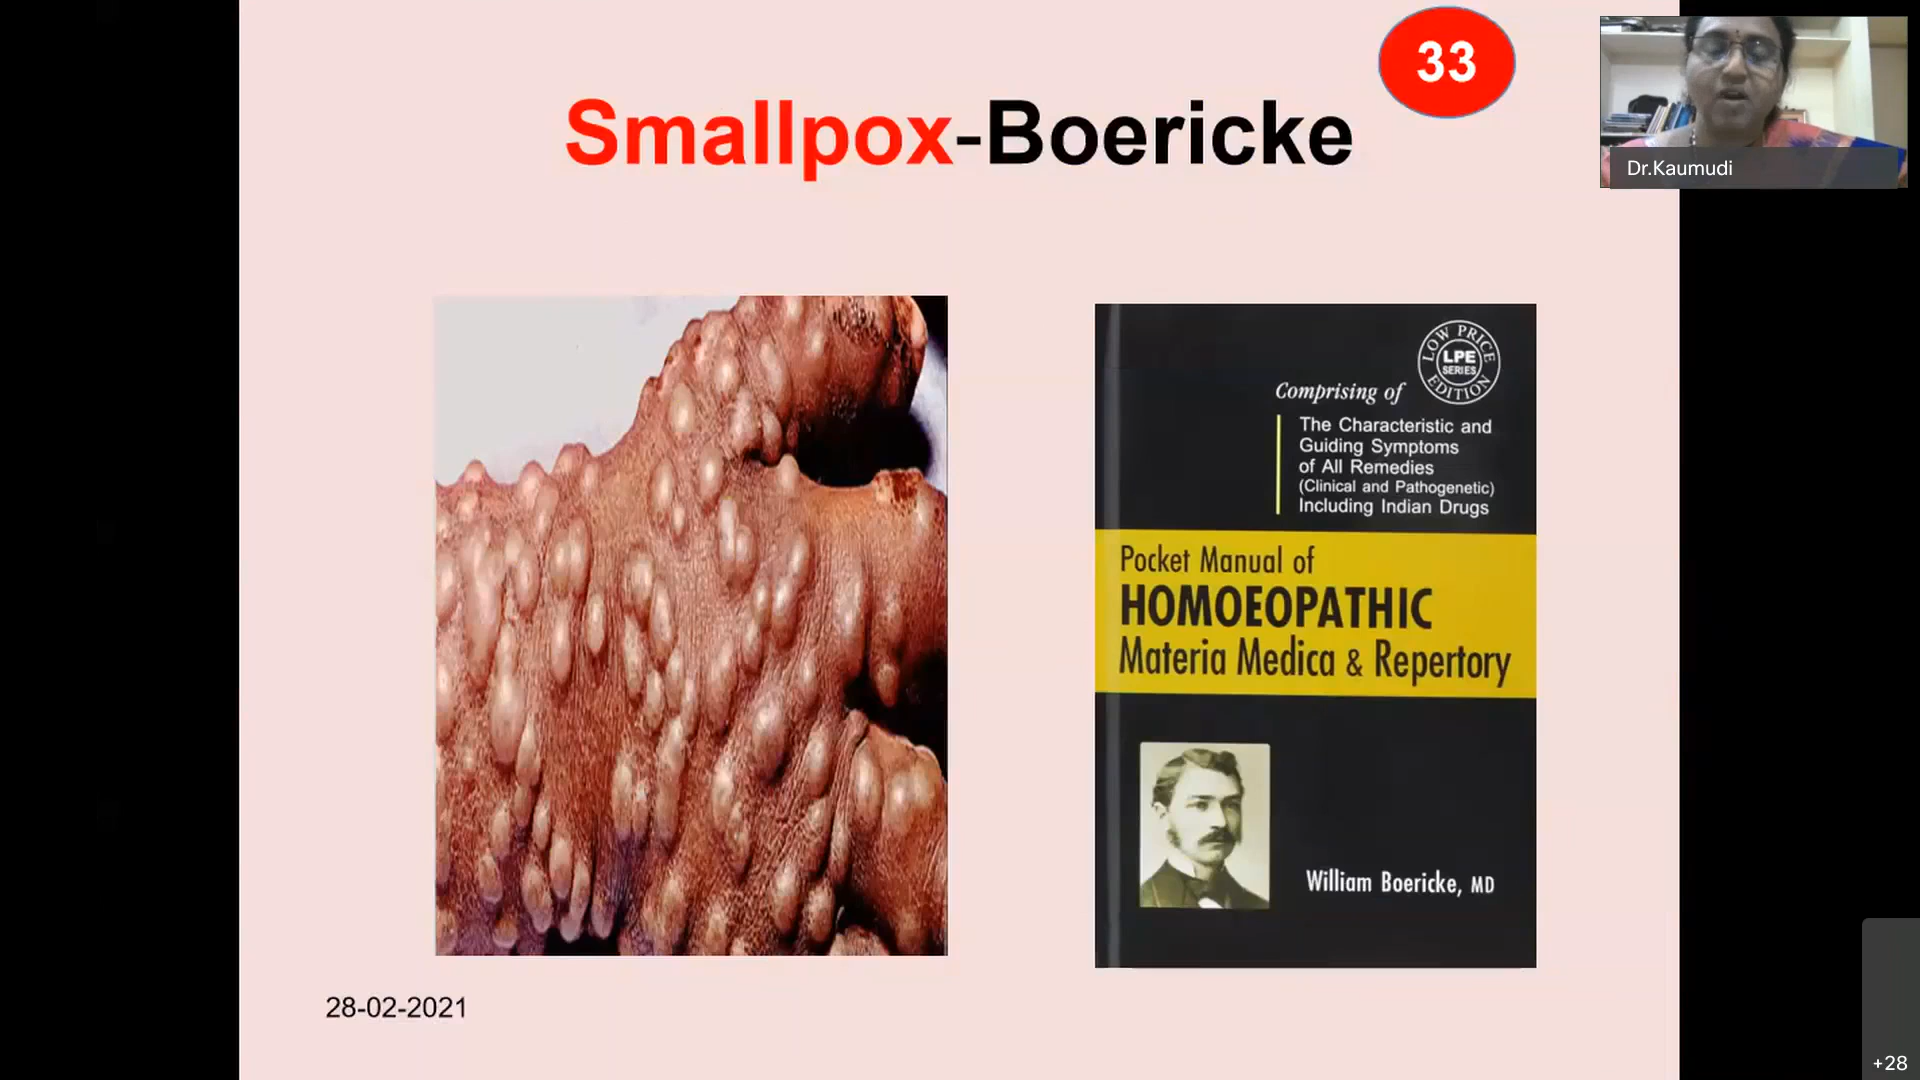 33
Smallpox-Boericke
Dr.Kaumudi
LOW PRICE
LPE
SERIES
EDITION
Comprising of
The Characteristic and
Guiding Symptoms
of All Remedies
(Clinical and Pathogenetic)
Including Indian Drugs
Pocket Manual of
HOMOEOPATHIC
Materia Medica & Repertory
William Boericke, MD
28-02-2021
+28